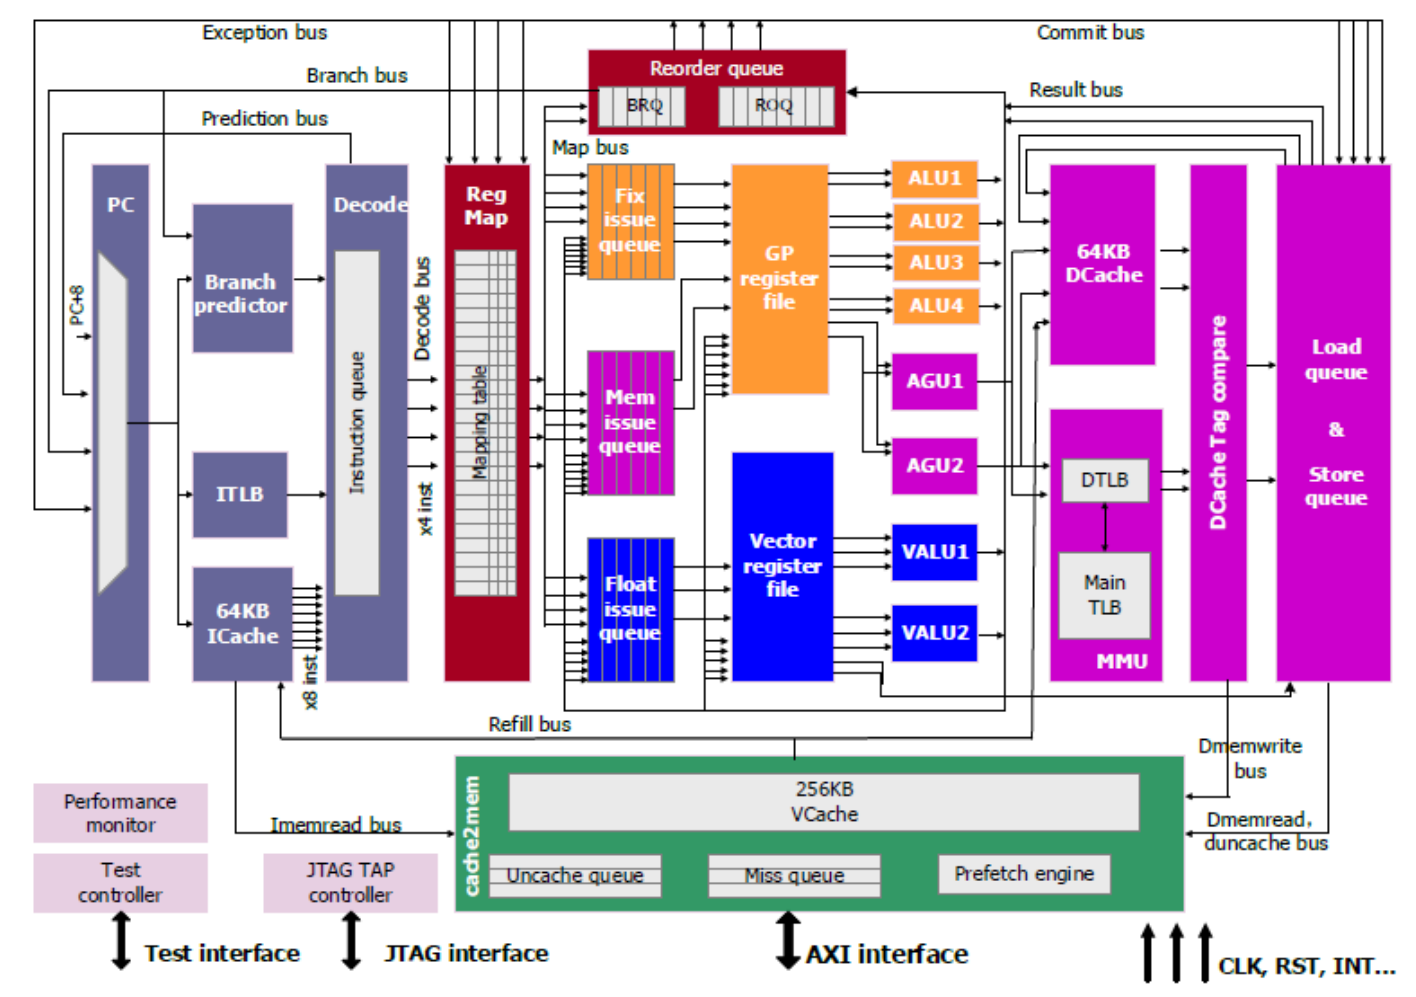 Exception bus
Commit bus
Branch bus
Reorder queue
BRQ
ROQ
Result bus
Prediction bus
Map bus
PC
PC+8
Branch
predictor
ITLB
64KB
ICache
x8 inst
Decode
Instruction queue
Decode bus
x4 inst
Reg
Map
Mapping table
Fix
issue
queue
Mem
issue
queue
Float
issue
queue
GP
register
file
Vector
register
file
ALU1
ALU2
ALU3
ALU4
AGU1
AGU2
VALU1
VALU2
64KB
DCache
DTLB
Main
TLB
MMU
DCache Tag compare
Load
queue
&
Store
queue
Refill bus
Dmemwrite
bus
Imemread bus
Dmemread,
duncache bus
cache2mem
256KB
VCache
Uncache queue
Miss queue
Prefetch engine
Performance
monitor
Test
controller
JTAG TAP
controller
Test interface
JTAG interface
AXI interface
CLK, RST, INT...